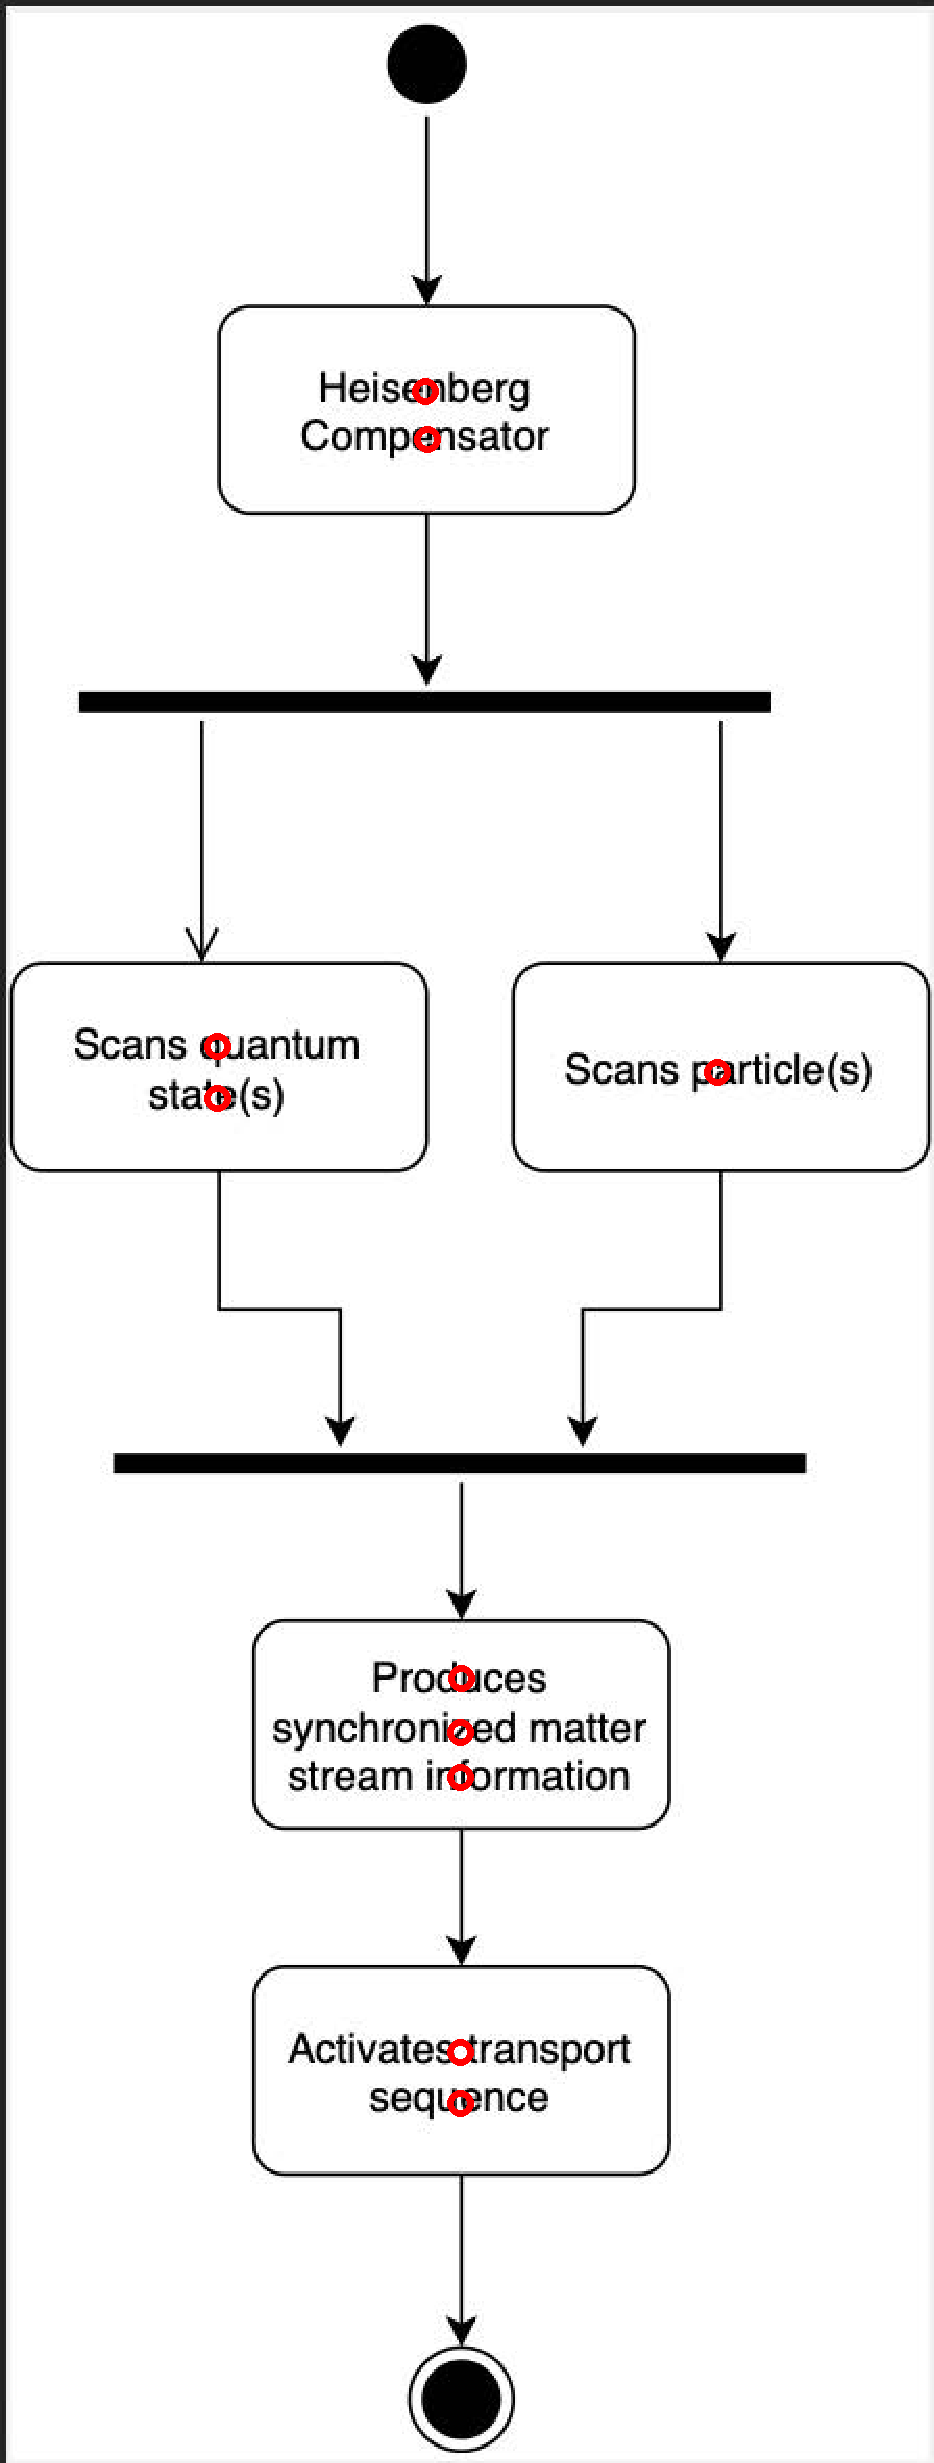 Heisenberg
Compensator
Scans quantum
state(s)
Scans particle(s)
Produces
synchronized matter
stream information
Activates transport
sequence